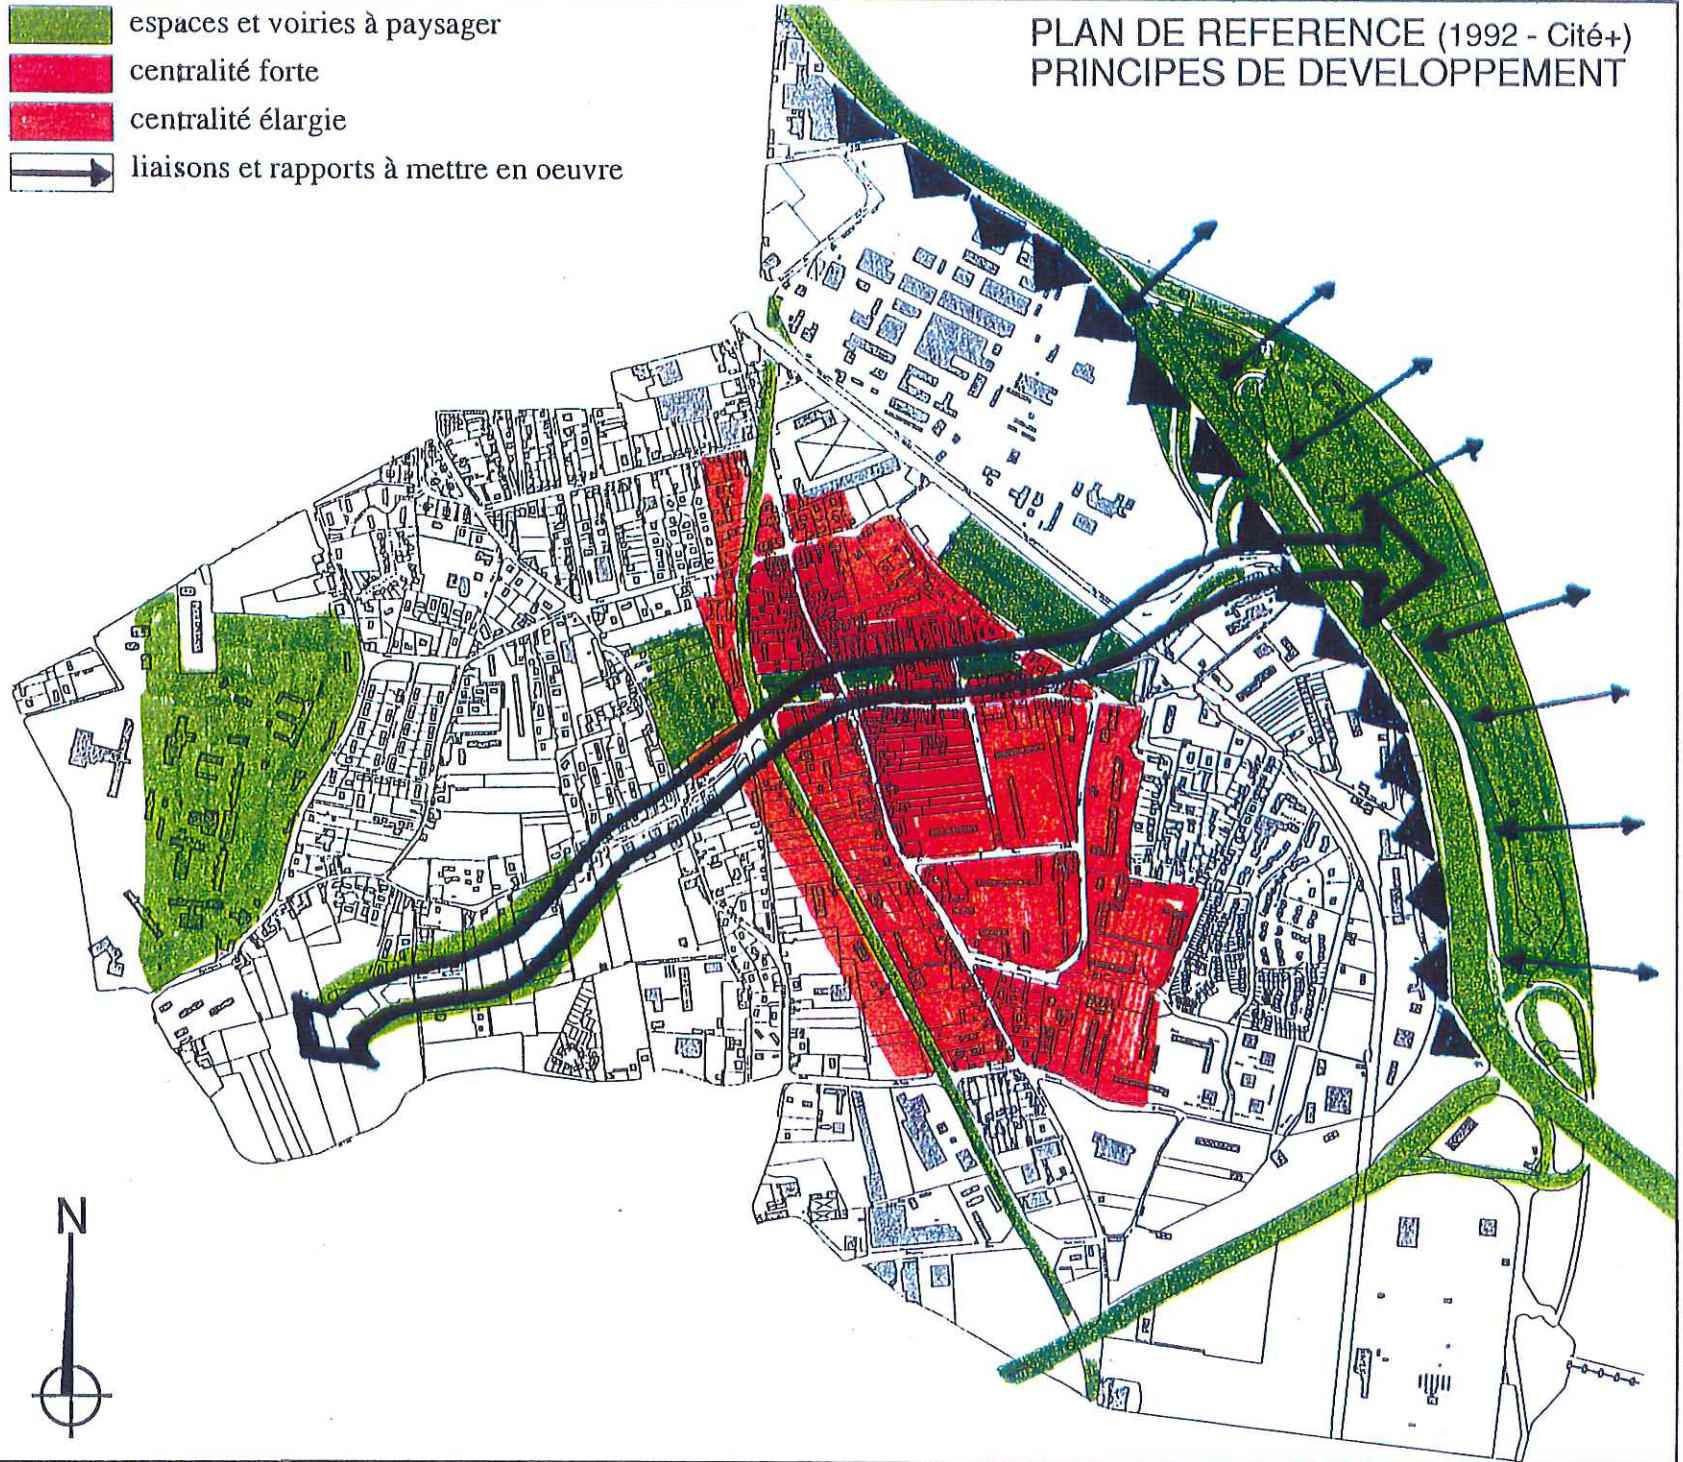 espaces et voiries à paysager
centralité forte
centralité élargie
liaisons et rapports à mettre en oeuvre
PLAN DE REFERENCE (1992 - Cité+)
PRINCIPES DE DEVELOPPEMENT
N